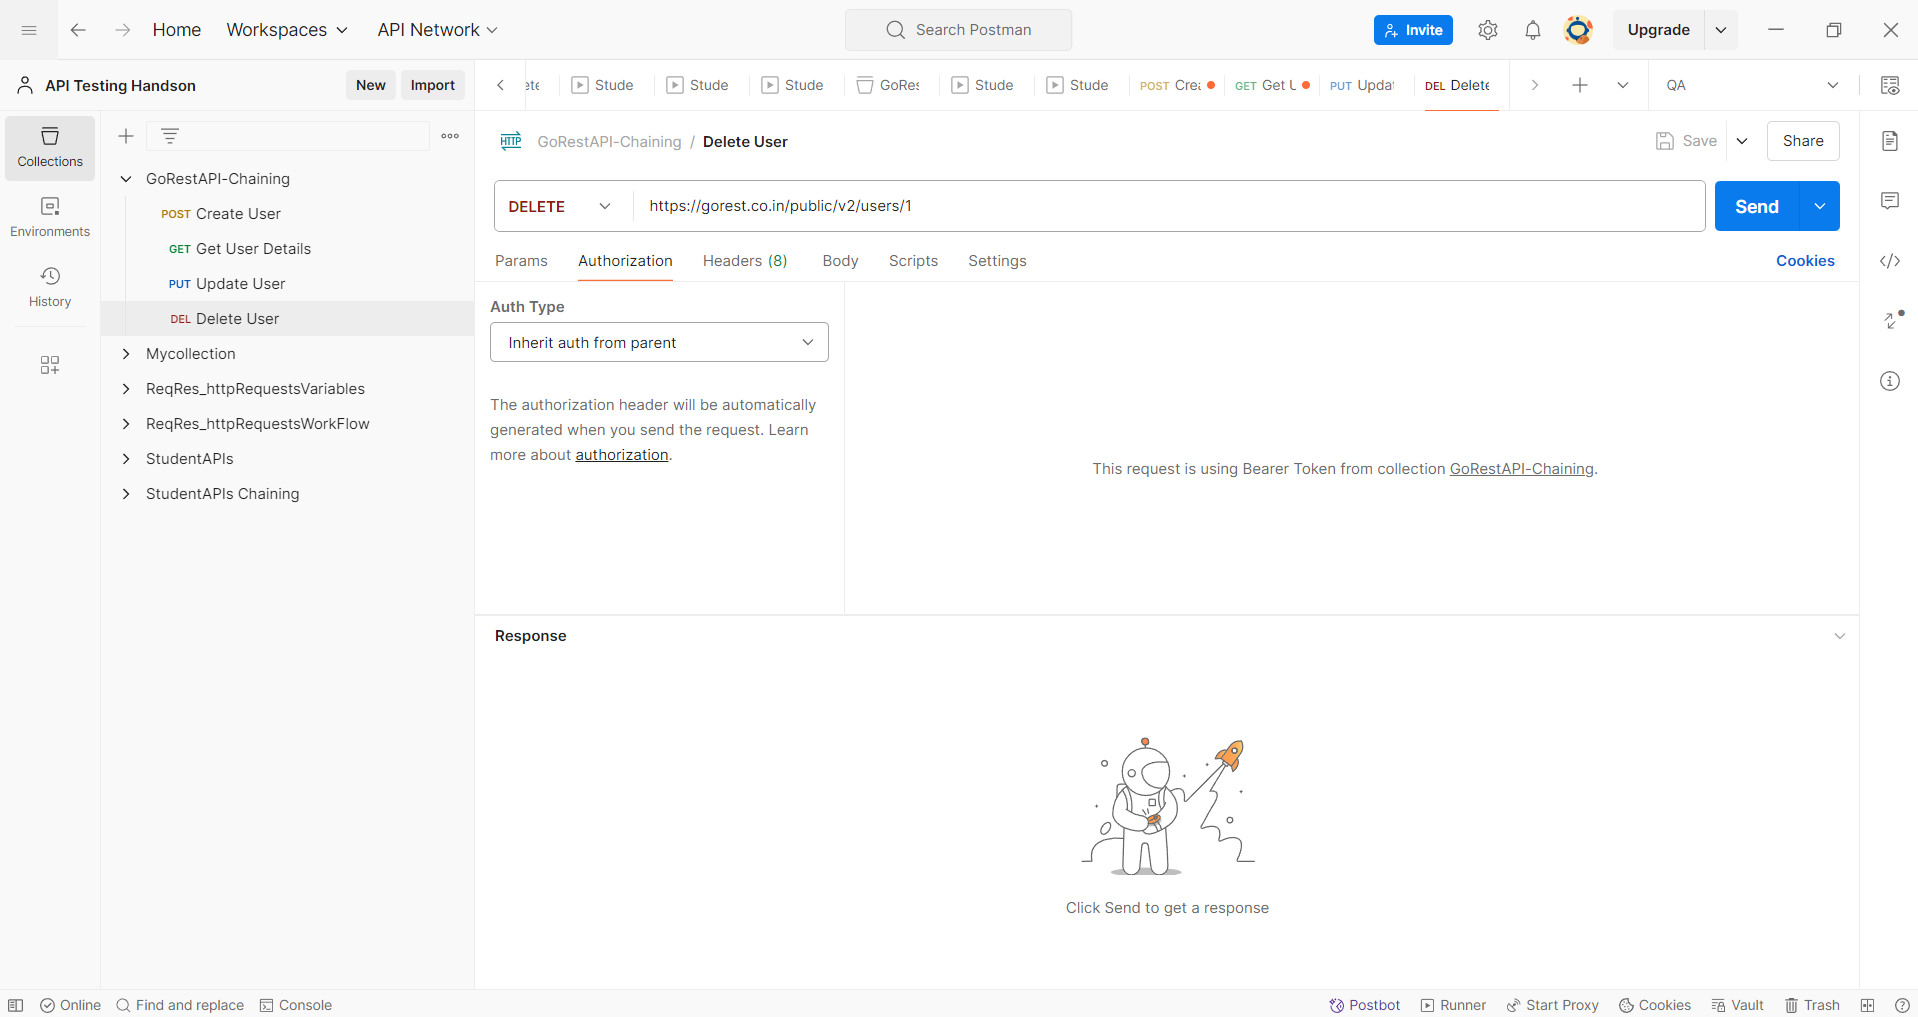 Home Workspaces API Network Search Postman Invite Upgrade
API Testing Handson New Import ete Stude Stude Stude GoRes Stude Stude POST Crea GET Get U PUT Updat DEL Delete QA
Collections
Environments
History
GoRestAPI-Chaining
POST Create User
GET Get User Details
PUT Update User
DEL Delete User
Mycollection
ReqRes_httpRequestsVariables
ReqRes_httpRequestsWorkFlow
StudentAPIs
StudentAPIs Chaining
HTTP GoRestAPI-Chaining / Delete User Save Share
DELETE https://gorest.co.in/public/v2/users/1 Send
Params Authorization Headers (8) Body Scripts Settings Cookies
Auth Type
Inherit auth from parent
The authorization header will be automatically
generated when you send the request. Learn
more about authorization.
This request is using Bearer Token from collection GoRestAPI-Chaining.
Response
Click Send to get a response
Online Find and replace Console Postbot Runner Start Proxy Cookies Vault Trash